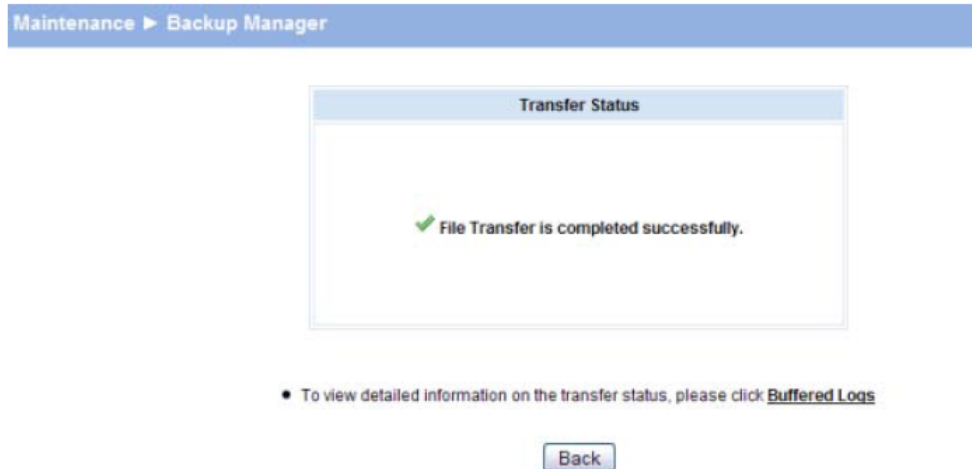 Maintenance ► Backup Manager
Transfer Status
File Transfer is completed successfully.
• To view detailed information on the transfer status, please click Buffered Logs
Back